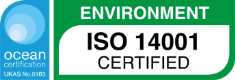 ocean
certification
UKAS No.0183
ENVIRONMENT
ISO 14001
CERTIFIED